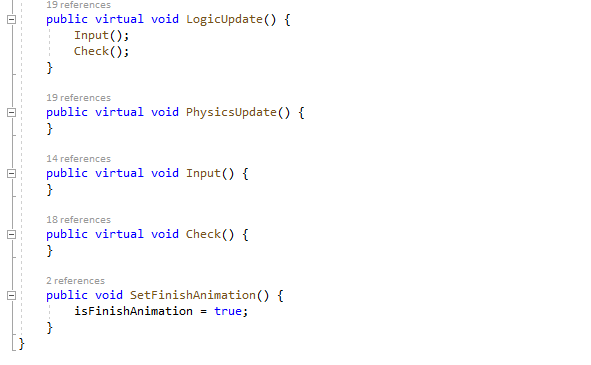 19 references
public virtual void LogicUpdate() {
Input();
Check();
}
19 references
public virtual void PhysicsUpdate() {
}
14 references
public virtual void Input() {
}
18 references
public virtual void Check() {
}
2 references
public void SetFinishAnimation() {
isFinishAnimation = true;
}
}